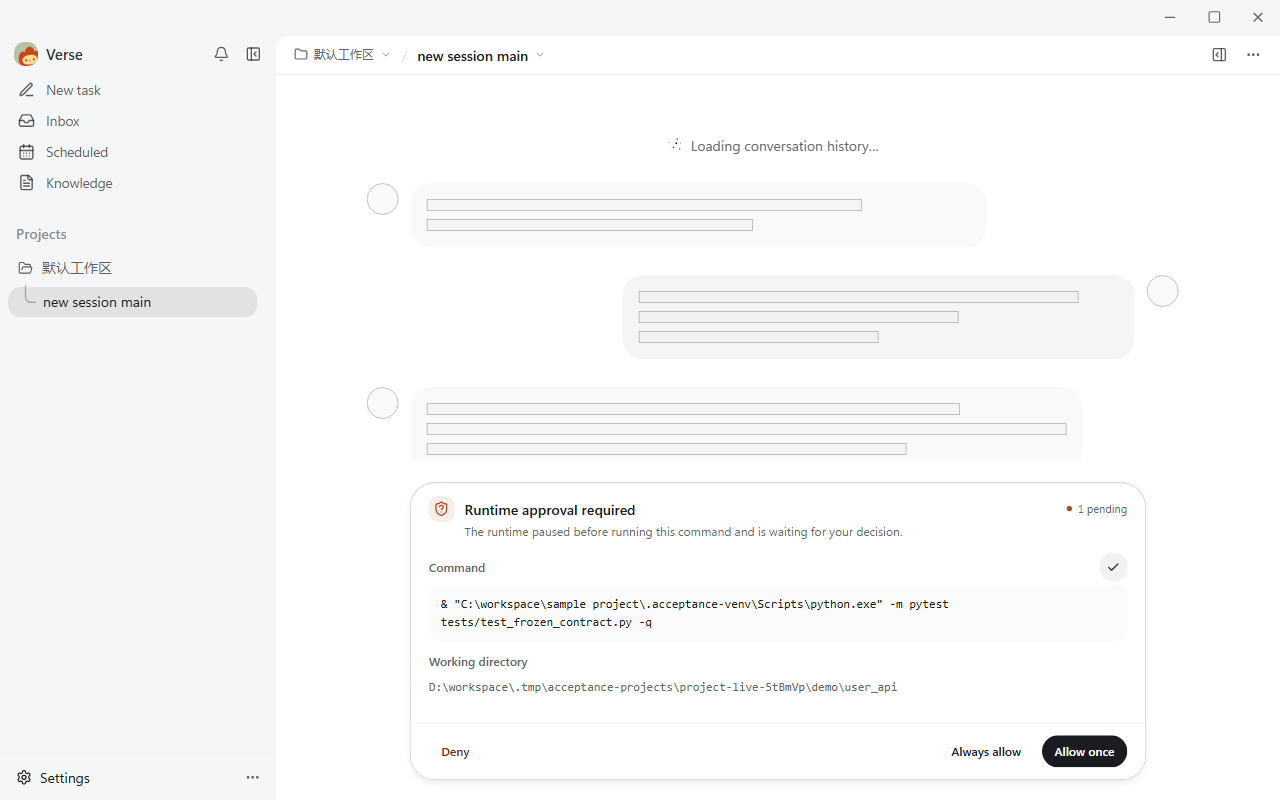 Verse
New task
Inbox
Scheduled
Knowledge
Projects
默认工作区
new session main
Settings
默认工作区 / new session main
Loading conversation history...
Runtime approval required
1 pending
The runtime paused before running this command and is waiting for your decision.
Command
& "C:\workspace\sample project\.acceptance-venv\Scripts\python.exe" -m pytest
tests/test_frozen_contract.py -q
Working directory
D:\workspace\.tmp\acceptance-projects\project-live-5tBmVp\demo\user_api
Deny
Always allow
Allow once